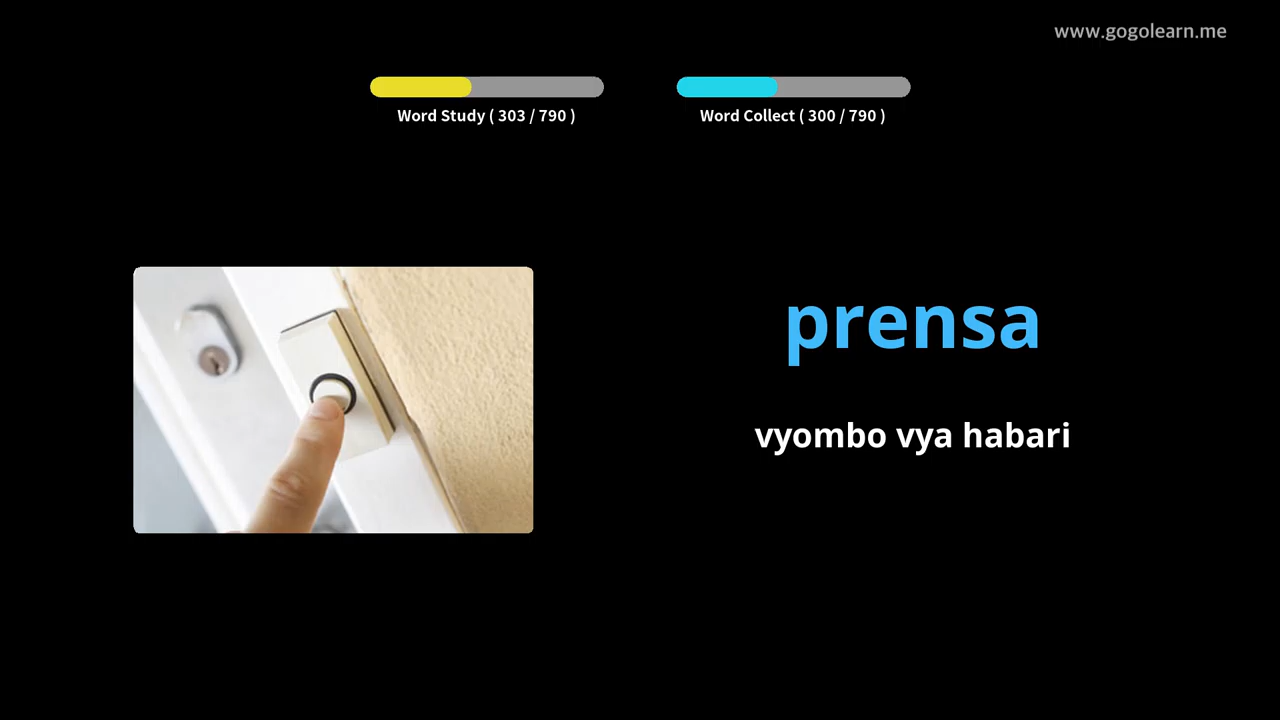 www.gogolearn.me
Word Study ( 303 / 790 )
Word Collect ( 300 / 790 )
prensa
vyombo vya habari